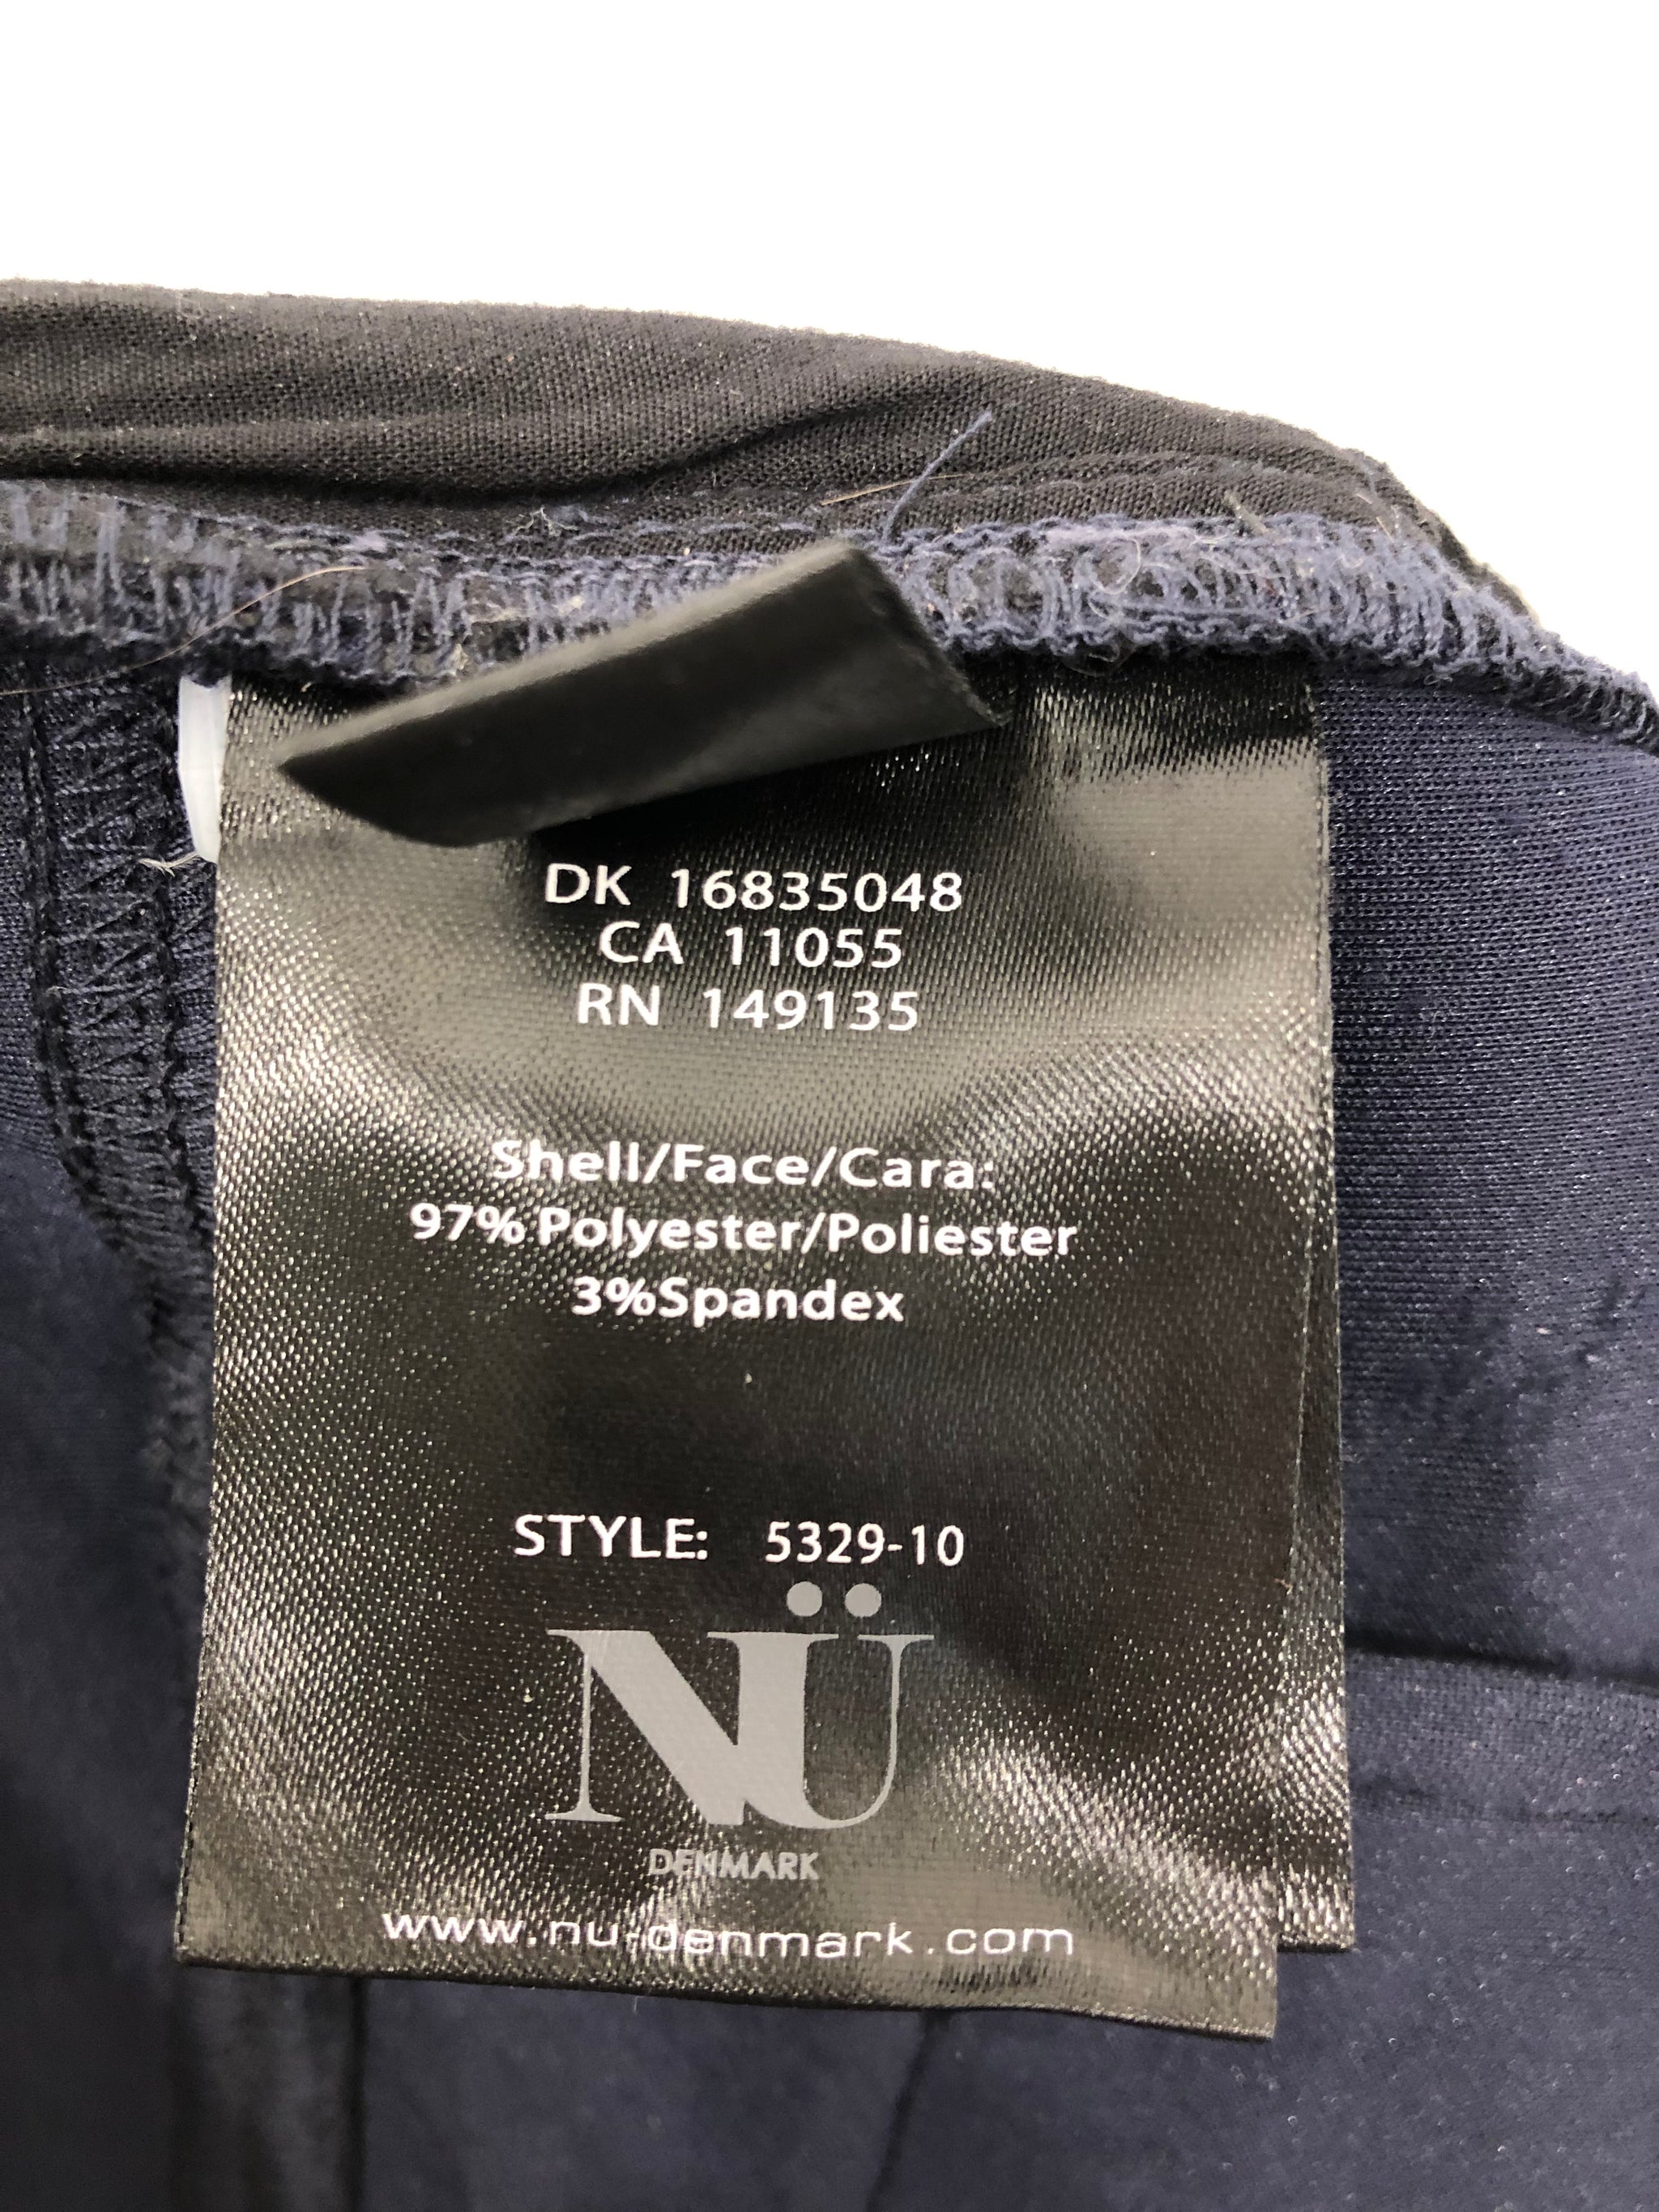 DK 16835048
CA 11055
RN 149135
Shell/Face/Cara:
97% Polyester/Poliester
3%Spandex
STYLE: 5329-10
NÜ
DENMARK
www.nu-denmark.com